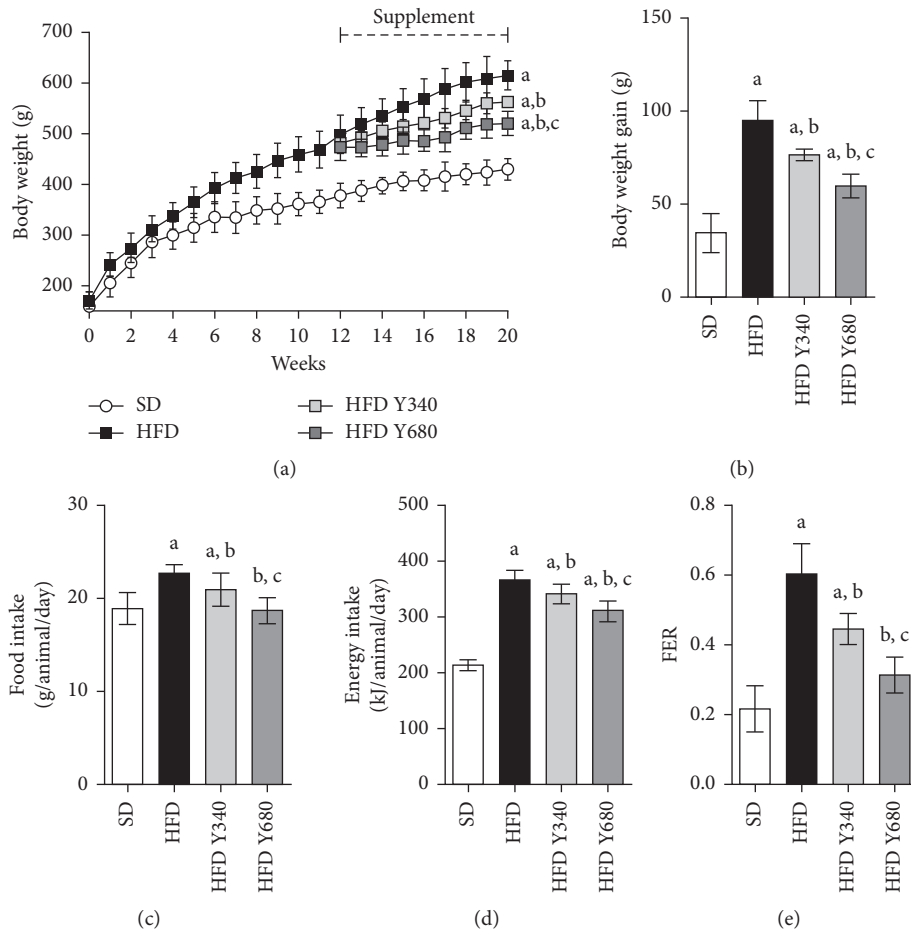 Supplement
700
600
500
400
300
200
Body weight (g)
a
a,b
a,b,c
0 2 4 6 8 10 12 14 16 18 20
Weeks
SD
HFD
HFD Y340
HFD Y680
(a)
150
100
50
0
Body weight gain (g)
a
a, b
a, b, c
SD
HFD
HFD Y340
HFD Y680
(b)
30
20
10
0
Food intake
(g/animal/day)
a
a, b
b, c
SD
HFD
HFD Y340
HFD Y680
(c)
500
400
300
200
100
0
Energy intake
(kJ/animal/day)
a
a, b
a, b, c
SD
HFD
HFD Y340
HFD Y680
(d)
0.8
0.6
0.4
0.2
0.0
FER
a
a, b
b, c
SD
HFD
HFD Y340
HFD Y680
(e)